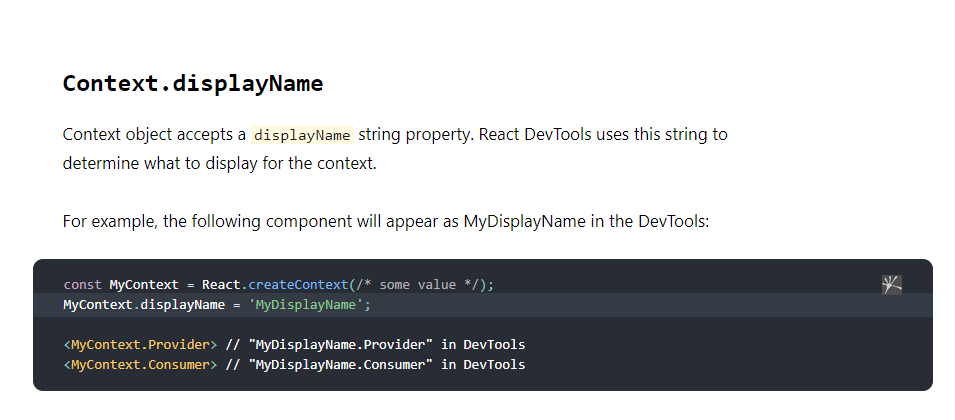 Context.displayName
Context object accepts a displayName string property. React DevTools uses this string to
determine what to display for the context.
For example, the following component will appear as MyDisplayName in the DevTools:
const MyContext = React.createContext(/* some value */);
MyContext.displayName = 'MyDisplayName';
<MyContext.Provider> // "MyDisplayName.Provider" in DevTools
<MyContext.Consumer> // "MyDisplayName.Consumer" in DevTools